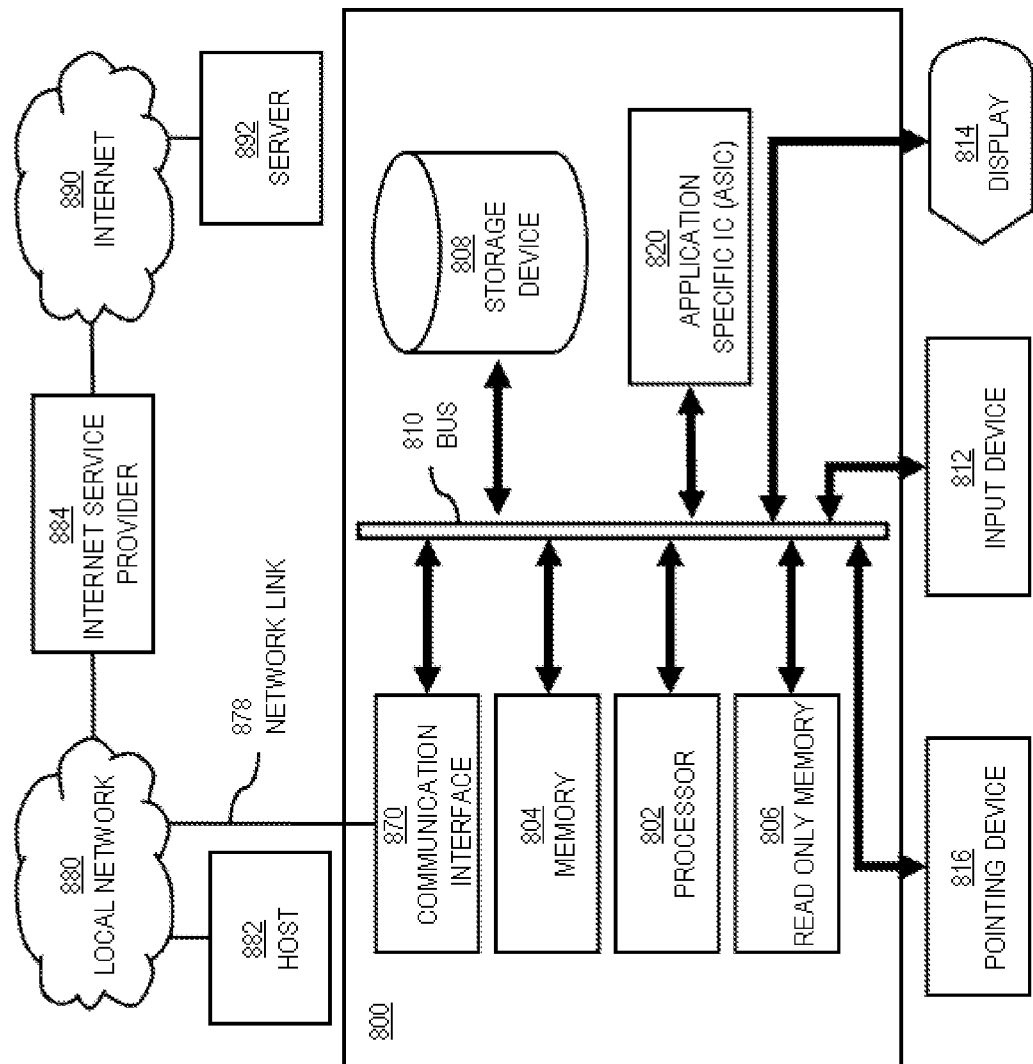 880
LOCAL NETWORK
884
INTERNET SERVICE
PROVIDER
890
INTERNET
882
HOST
878
NETWORK LINK
892
SERVER
800
870
COMMUNICATION
INTERFACE
804
MEMORY
802
PROCESSOR
806
READ ONLY MEMORY
810
BUS
808
STORAGE
DEVICE
820
APPLICATION
SPECIFIC IC (ASIC)
816
POINTING DEVICE
812
INPUT DEVICE
814
DISPLAY